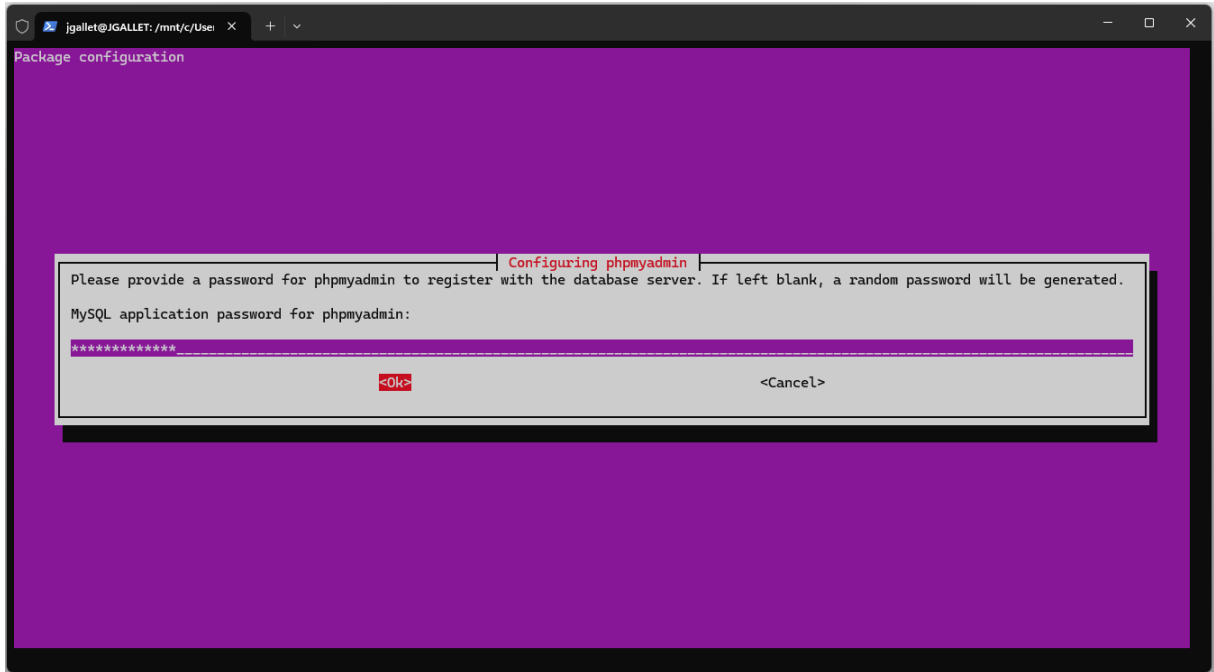 jgallet@JGALLET: /mnt/c/User
Package configuration
Configuring phpmyadmin
Please provide a password for phpmyadmin to register with the database server. If left blank, a random password will be generated.
MySQL application password for phpmyadmin:
*************
<Ok> <Cancel>